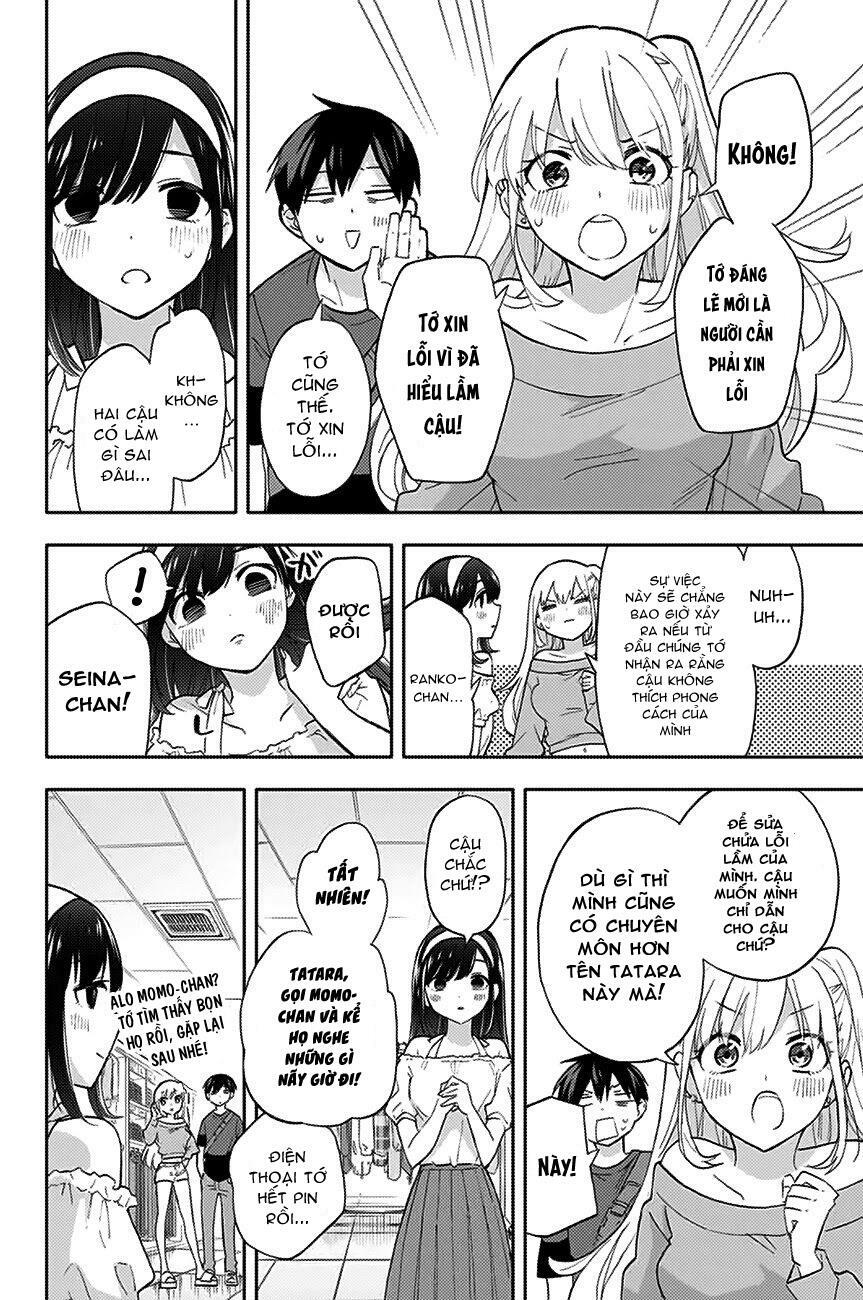 KHÔNG!
TỚ ĐÁNG
LẼ MỚI LÀ
NGƯỜI CẦN
PHẢI XIN
LỖI
TỚ XIN
LỖI VÌ ĐÃ
HIỂU LẦM
CẬU!
TỚ
CŨNG
THẾ,
TỚ XIN
LỖI...
KH-
KHÔNG
...
HAI CẬU
CÓ LÀM
GÌ SAI
ĐÂU...
NUH-
UH...
SỰ VIỆC
NÀY SẼ CHẲNG
BAO GIỜ XẢY
RA NẾU TỪ
ĐẦU CHÚNG TỚ
NHẬN RA RẰNG
CẬU KHÔNG
THÍCH PHONG
CÁCH CỦA
MÌNH
RANKO-
CHAN...
ĐƯỢC
RỒI
が
!
し
SEINA-
CHAN!
ĐỂ SỬA
CHỮA LỖI
LẦM CỦA
MÌNH. CẬU
MUỐN MÌNH
CHỈ DẪN
CHO CẬU
CHỨ?
DÙ GÌ THÌ
MÌNH CŨNG
CÓ CHUYÊN
MÔN HƠN
TÊN TATARA
NÀY MÀ!
NÀY!
CẬU
CHẮC
CHỨ!?
TẤT
NHIÊN!
TATARA,
GỌI MOMO-
CHAN VÀ KỂ
HỌ NGHE
NHỮNG GÌ
NÃY GIỜ ĐI!
ĐIỆN
THOẠI TỚ
HẾT PIN
RỒI...
ALO MOMO-CHAN?
TỚ TÌM THẤY BỌN
HỌ RỒI, GẶP LẠI
SAU NHÉ!